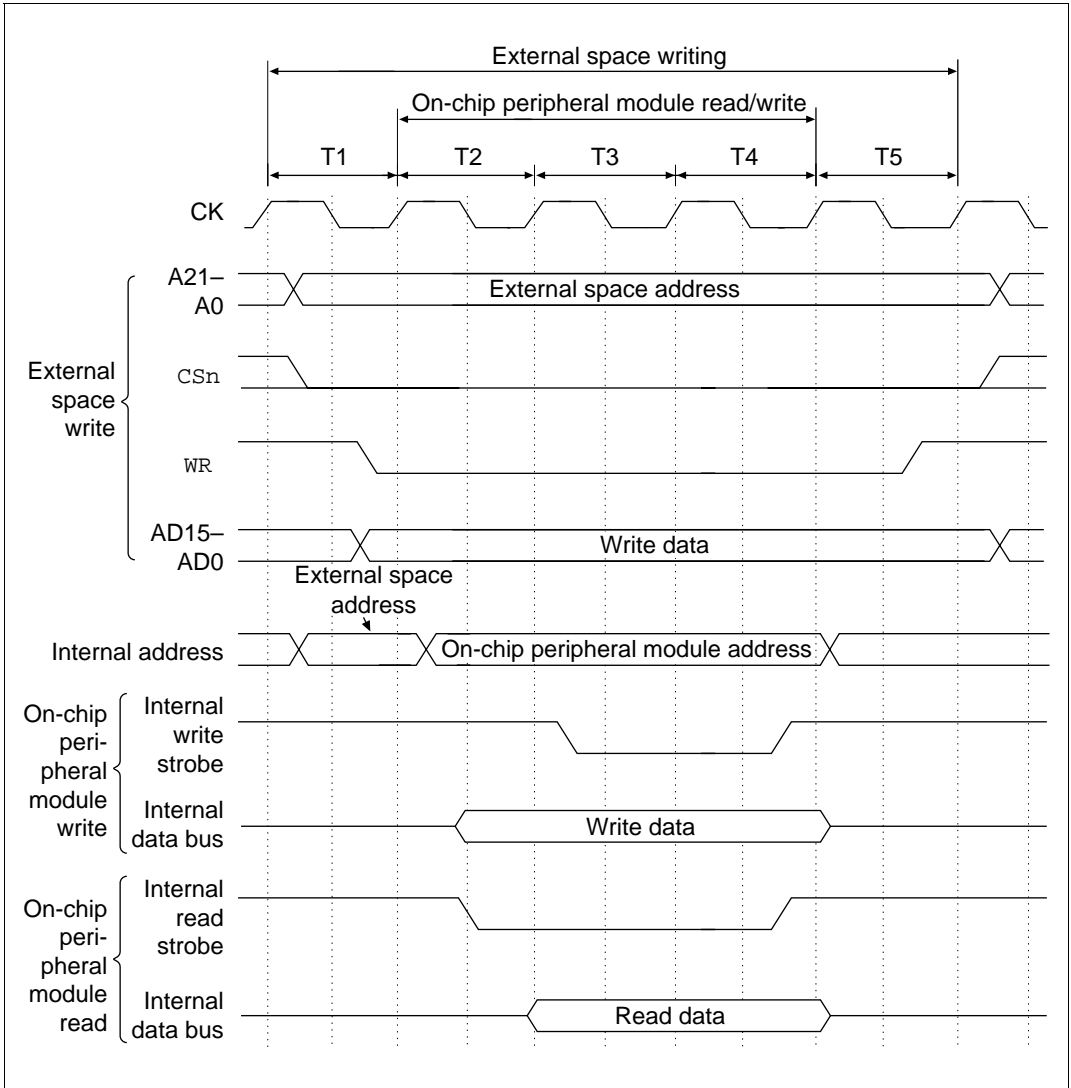 External space writing
On-chip peripheral module read/write
T1 T2 T3 T4 T5
CK
A21–
A0
External space address
CSn
External
space
write
WR
AD15–
AD0
Write data
External space
address
Internal address
On-chip peripheral module address
On-chip
peri-
pheral
module
write
Internal
write
strobe
Internal
data bus
Write data
On-chip
peri-
pheral
module
read
Internal
read
strobe
Internal
data bus
Read data